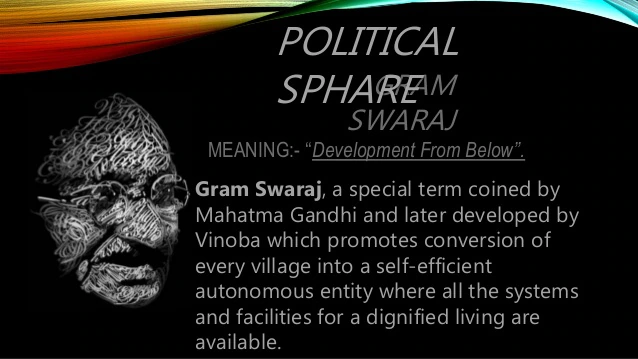 POLITICAL
SPHARE
GRAM
SWARAJ
MEANING:- “Development From Below”.
Gram Swaraj, a special term coined by
Mahatma Gandhi and later developed by
Vinoba which promotes conversion of
every village into a self-efficient
autonomous entity where all the systems
and facilities for a dignified living are
available.